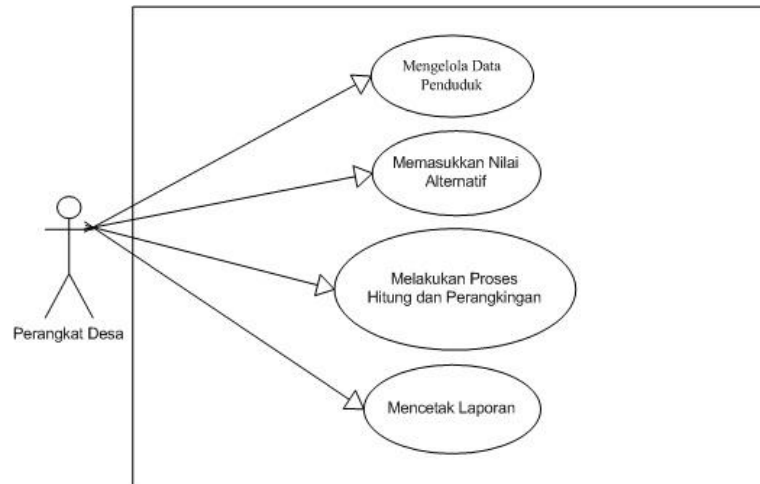 Mengelola Data
Penduduk
Memasukkan Nilai
Alternatif
Melakukan Proses
Hitung dan Perangkingan
Perangkat Desa
Mencetak Laporan